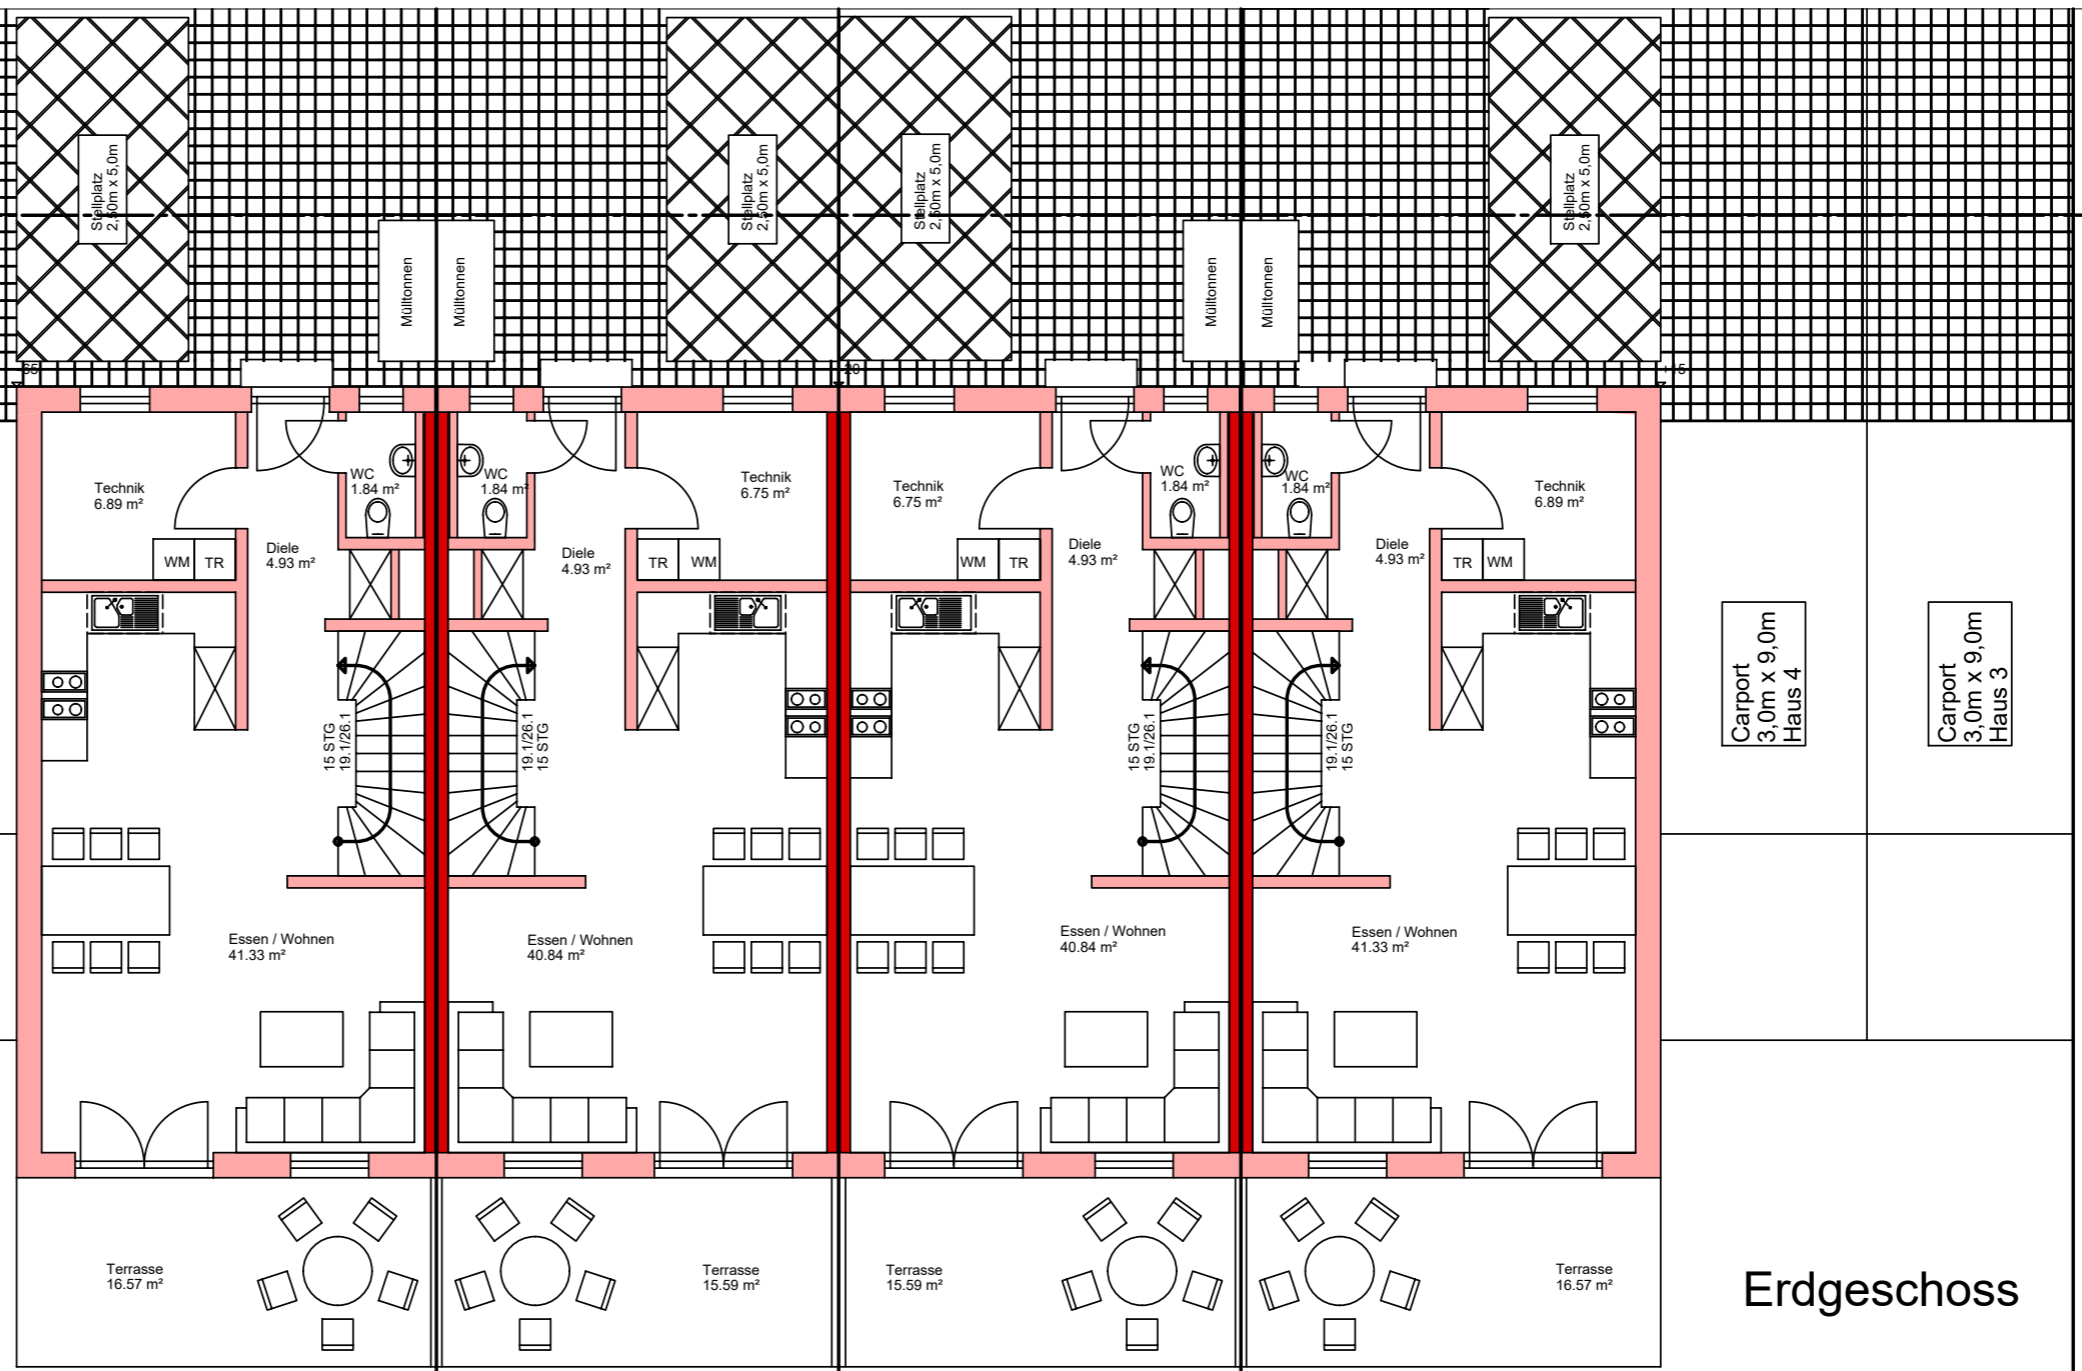 Stellplatz
2,50m x 5,0m
Stellplatz
2,50m x 5,0m
Stellplatz
2,50m x 5,0m
Stellplatz
2,50m x 5,0m
Mülltonnen
Mülltonnen
Mülltonnen
Mülltonnen
Technik
6.89 m²
WC
1.84 m²
WC
1.84 m²
Technik
6.75 m²
Technik
6.75 m²
WC
1.84 m²
WC
1.84 m²
Technik
6.89 m²
WM
TR
Diele
4.93 m²
Diele
4.93 m²
TR
WM
WM
TR
Diele
4.93 m²
Diele
4.93 m²
TR
WM
15 STG
19.1/26.1
19.1/26.1
15 STG
15 STG
19.1/26.1
19.1/26.1
15 STG
Carport
3,0m x 9,0m
Haus 4
Carport
3,0m x 9,0m
Haus 3
Essen / Wohnen
41.33 m²
Essen / Wohnen
40.84 m²
Essen / Wohnen
40.84 m²
Essen / Wohnen
41.33 m²
Terrasse
16.57 m²
Terrasse
15.59 m²
Terrasse
15.59 m²
Terrasse
16.57 m²
Erdgeschoss